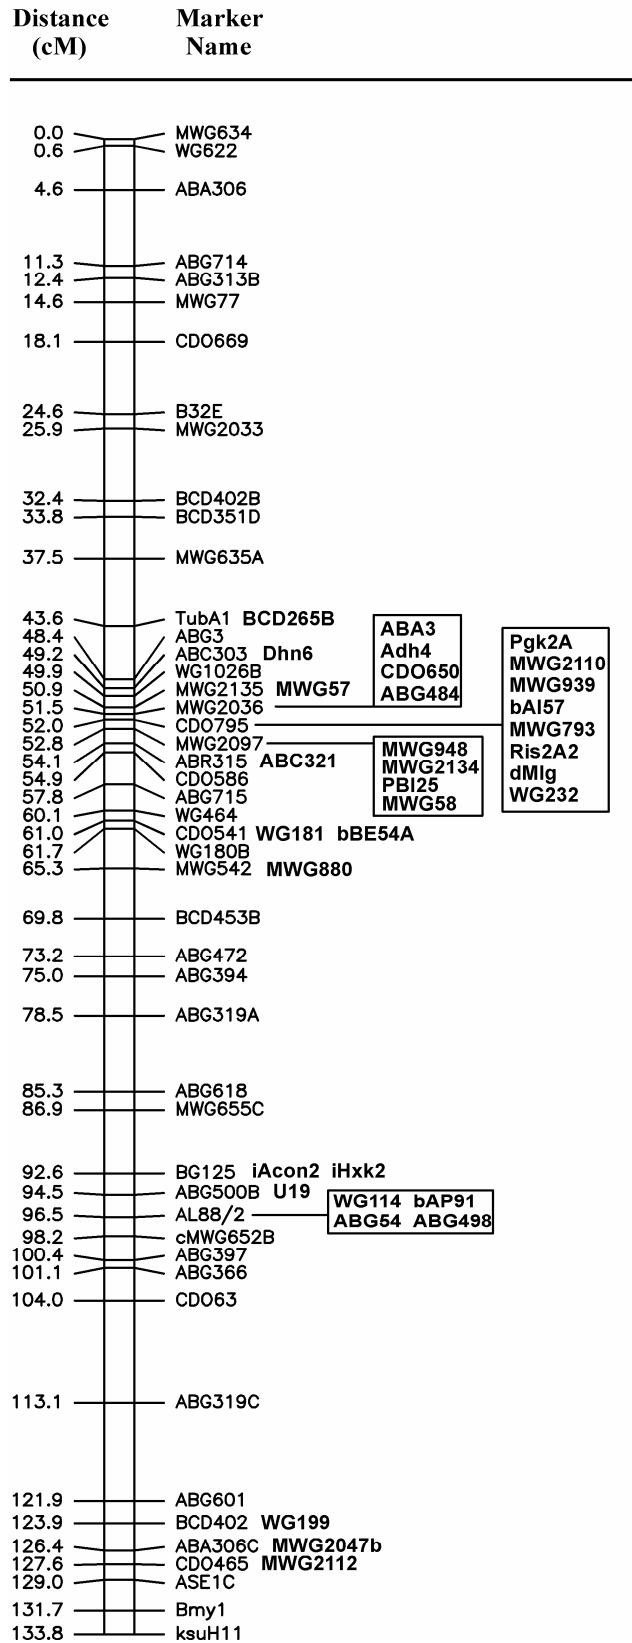 Distance Marker
(cM) Name
0.0 MWG634
0.6 WG622
4.6 ABA306
11.3 ABG714
12.4 ABG313B
14.6 MWG77
18.1 CDO669
24.6 B32E
25.9 MWG2033
32.4 BCD402B
33.8 BCD351D
37.5 MWG635A
43.6 TubA1 BCD265B
48.4 ABG3
49.2 ABC303 Dhn6
49.9 WG1026B
50.9 MWG2135 MWG57
51.5 MWG2036
52.0 CDO795
52.8 MWG2097
54.1 ABR315 ABC321
54.9 CDO586
57.8 ABG715
60.1 WG464
61.0 CDO541 WG181 bBE54A
61.7 WG180B
65.3 MWG542 MWG880
69.8 BCD453B
73.2 ABG472
75.0 ABG394
78.5 ABG319A
85.3 ABG618
86.9 MWG655C
92.6 BG125 iAcon2 iHxk2
94.5 ABG500B U19
96.5 AL88/2
98.2 cMWG652B
100.4 ABG397
101.1 ABG366
104.0 CDO63
113.1 ABG319C
121.9 ABG601
123.9 BCD402 WG199
126.4 ABA306C MWG2047b
127.6 CDO465 MWG2112
129.0 ASE1C
131.7 Bmy1
133.8 ksuH11
ABA3
Adh4
CDO650
ABG484
Pgk2A
MWG2110
MWG939
bAl57
MWG793
Ris2A2
dMlg
WG232
MWG948
MWG2134
PBI25
MWG58
WG114 bAP91
ABG54 ABG498